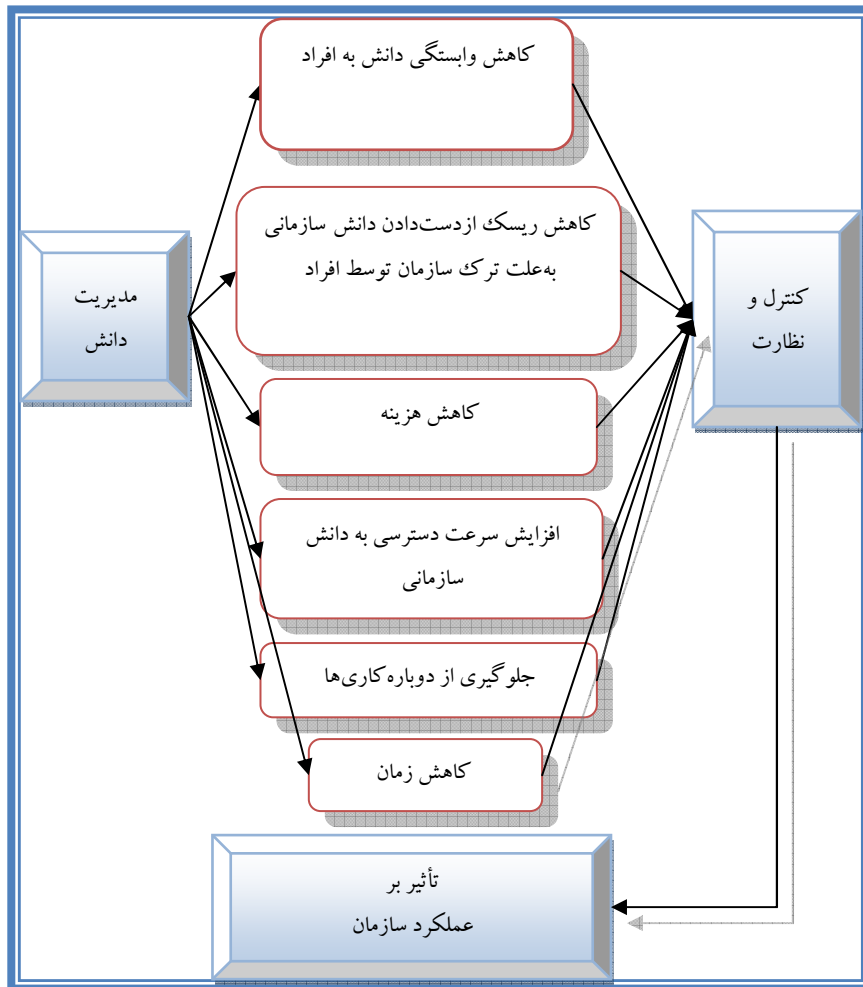 کاهش وابستگی دانش به افراد
کاهش ریسک ازدست‌دادن دانش سازمانی
به‌علت ترک سازمان توسط افراد
کنترل و
نظارت
مدیریت
دانش
کاهش هزینه
افزایش سرعت دسترسی به دانش
سازمانی
جلوگیری از دوباره‌کاری‌ها
کاهش زمان
تأثیر بر
عملکرد سازمان